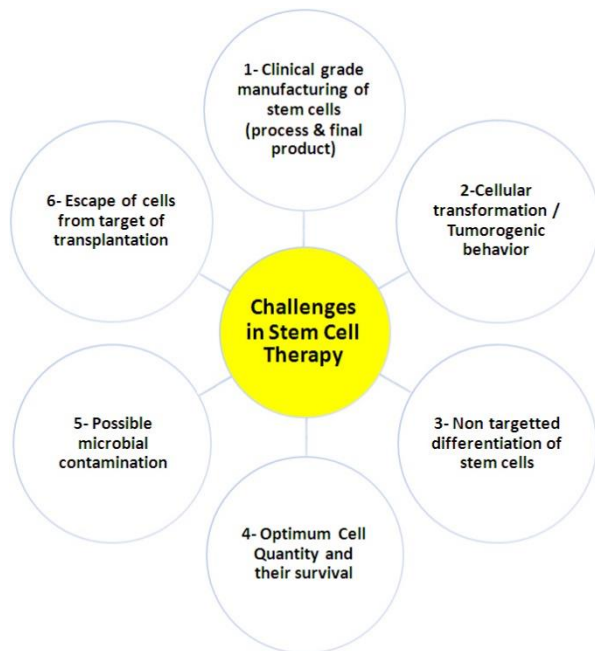 1- Clinical grade
manufacturing of
stem cells
(process & final
product)
2-Cellular
transformation /
Tumorogenic
behavior
3- Non targetted
differentiation of
stem cells
4- Optimum Cell
Quantity and
their survival
5- Possible
microbial
contamination
6- Escape of cells
from target of
transplantation
Challenges
in Stem Cell
Therapy